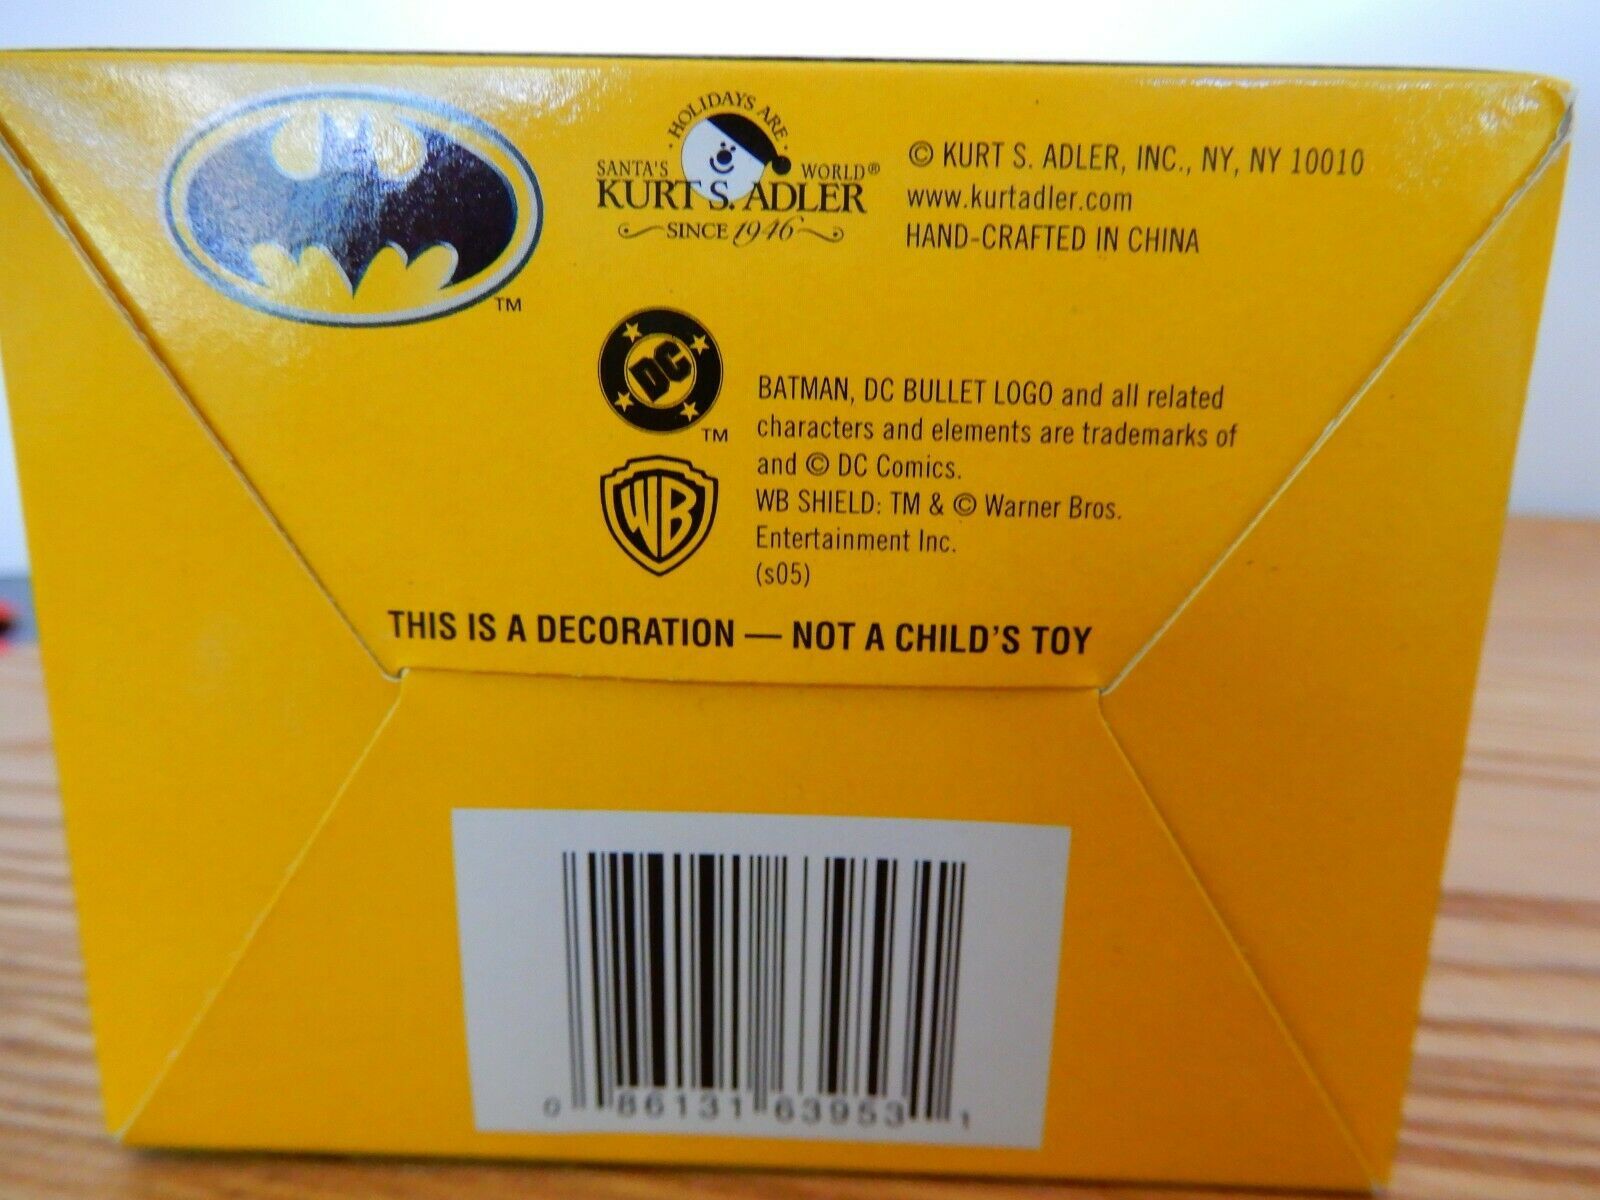 TM
HOLIDAYS ARE
SANTA'S WORLD®
KURT S. ADLER
SINCE 1946
© KURT S. ADLER, INC., NY, NY 10010
www.kurtadler.com
HAND-CRAFTED IN CHINA
DC
TM
BATMAN, DC BULLET LOGO and all related
characters and elements are trademarks of
and © DC Comics.
WB SHIELD: TM & © Warner Bros.
Entertainment Inc.
(s05)
WB
THIS IS A DECORATION — NOT A CHILD'S TOY
0 86131 63953 1